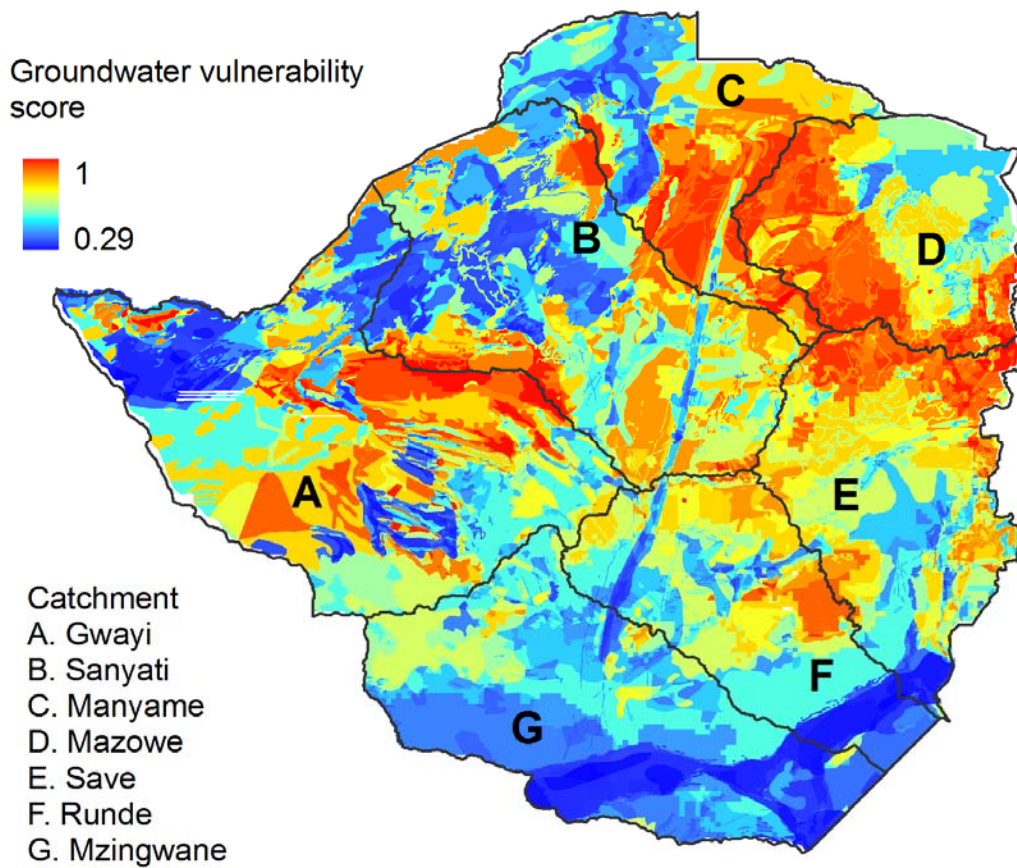 Groundwater vulnerability
score
1
0.29
A
B
C
D
E
F
G
Catchment
A. Gwayi
B. Sanyati
C. Manyame
D. Mazowe
E. Save
F. Runde
G. Mzingwane